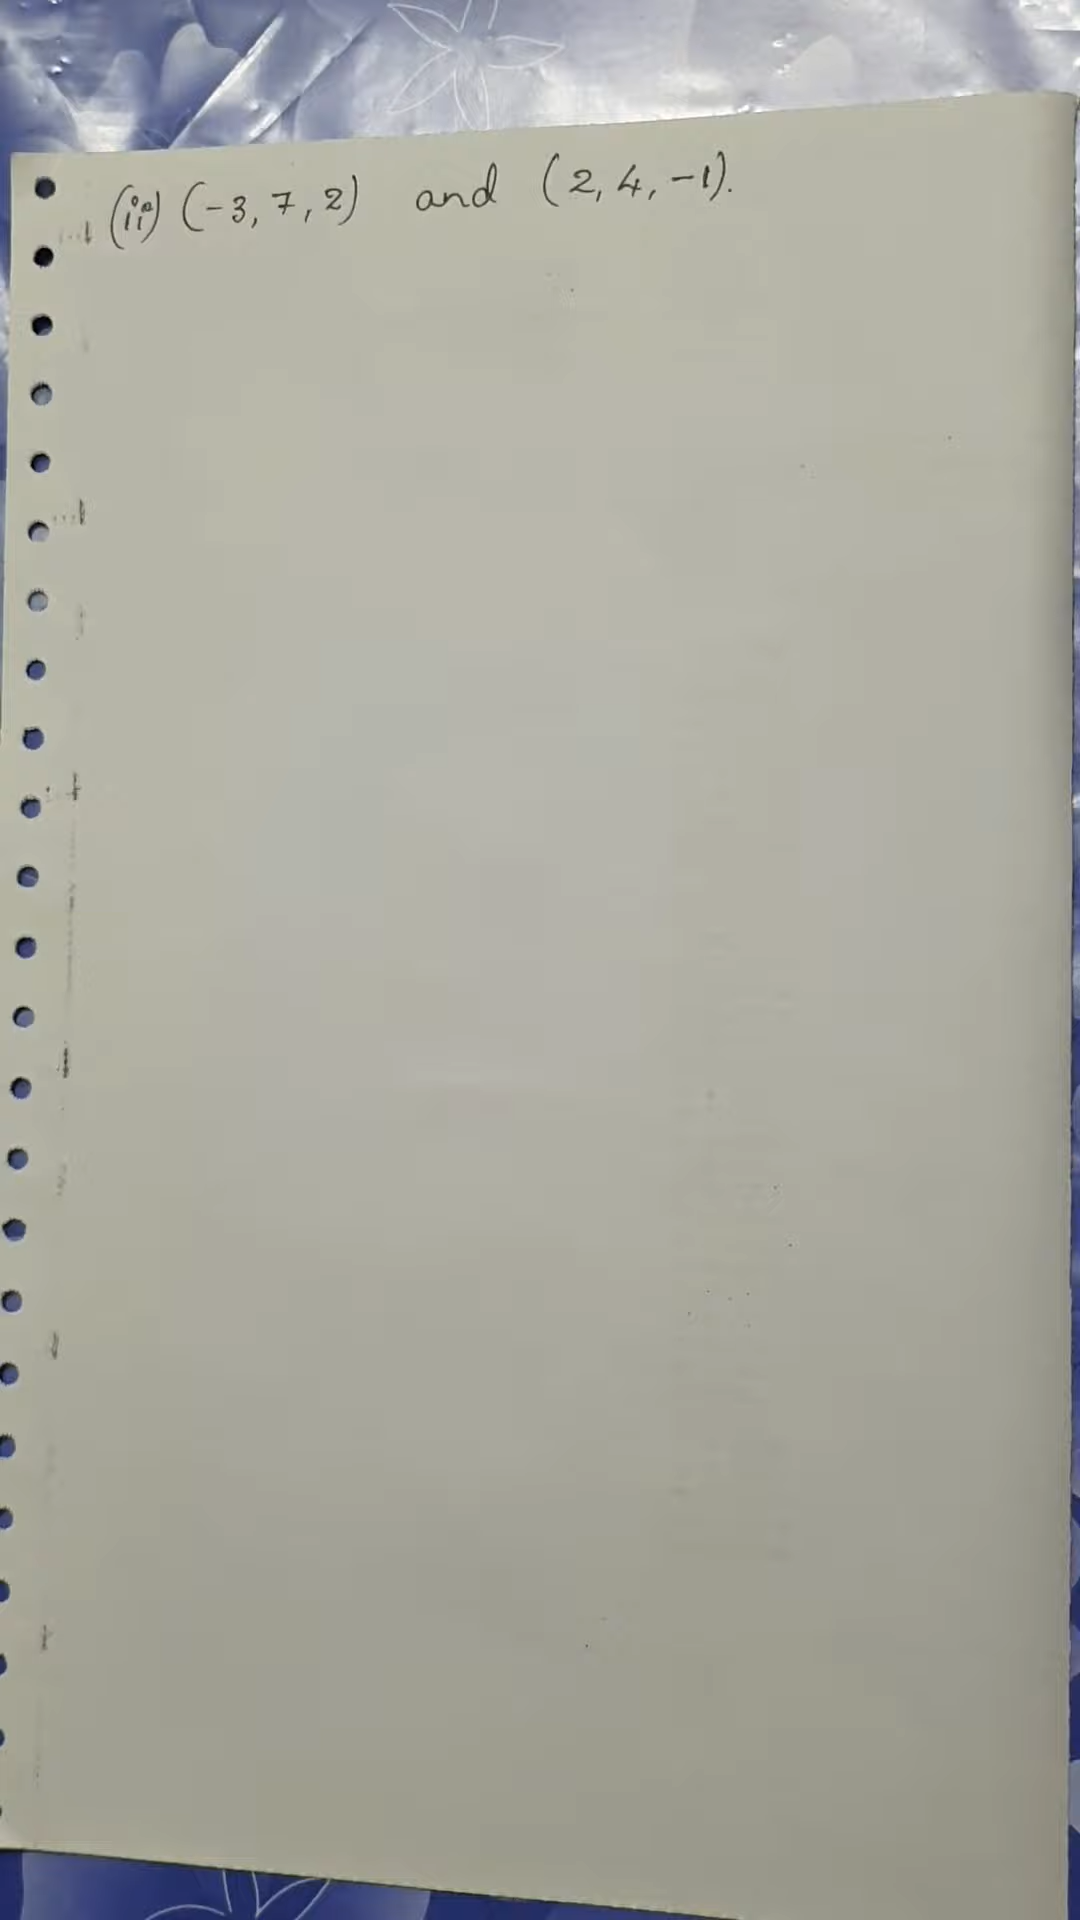 (ii) (-3, 7, 2) and (2, 4, -1).